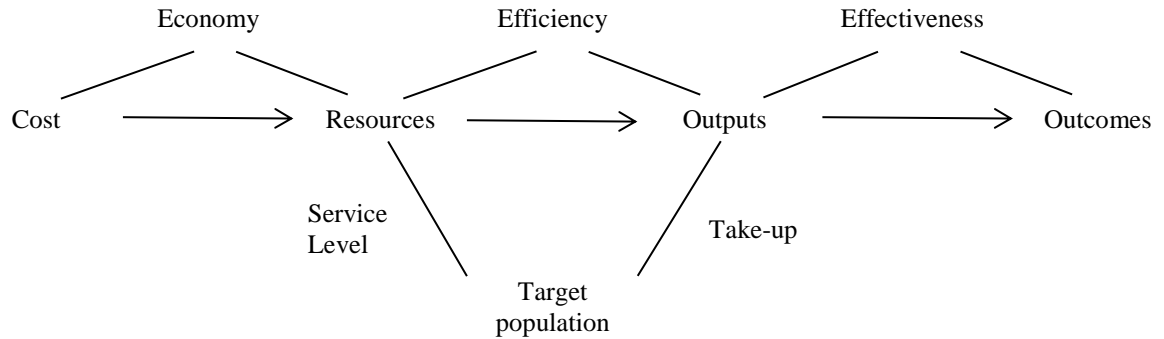 Economy
Efficiency
Effectiveness
Cost
Resources
Outputs
Outcomes
Service
Level
Take-up
Target
population